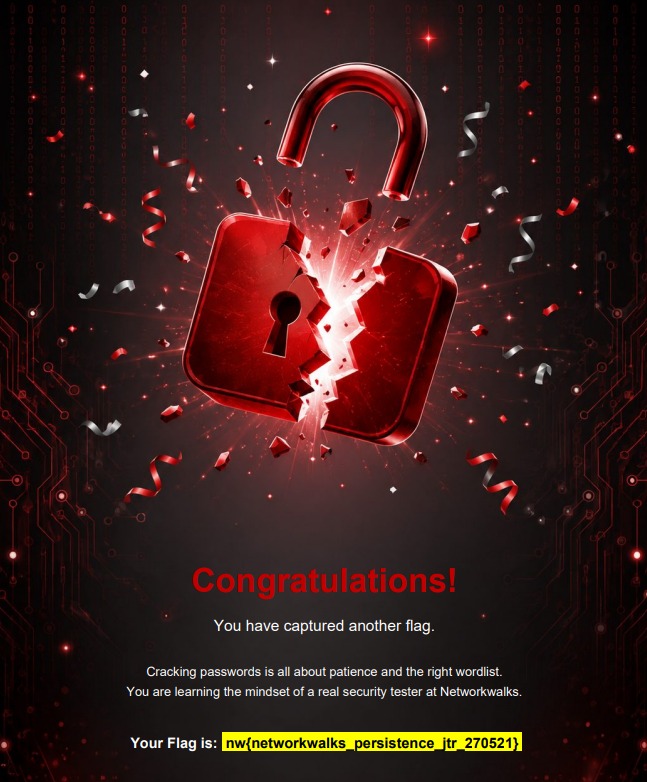 Congratulations!
You have captured another flag.
Cracking passwords is all about patience and the right wordlist.
You are learning the mindset of a real security tester at Networkwalks.
Your Flag is: nw{networkwalks_persistence_jtr_270521}